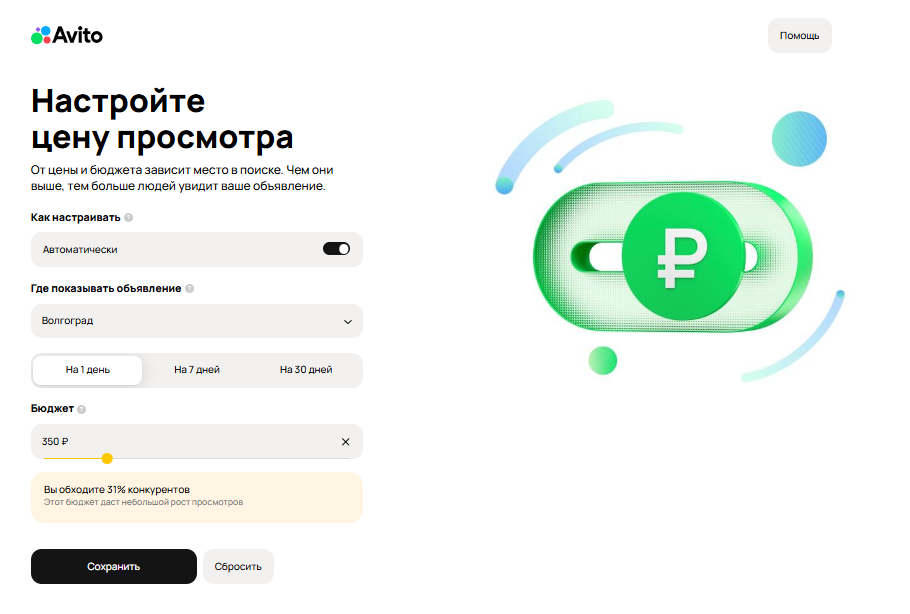 Avito
Помощь
Настройте
цену просмотра
От цены и бюджета зависит место в поиске. Чем они
выше, тем больше людей увидит ваше объявление.
Как настраивать ?
Автоматически
Где показывать объявление ?
Волгоград
На 1 день На 7 дней На 30 дней
Бюджет ?
350 ₽
Вы обходите 31% конкурентов
Этот бюджет даст небольшой рост просмотров
Сохранить Сбросить
₽